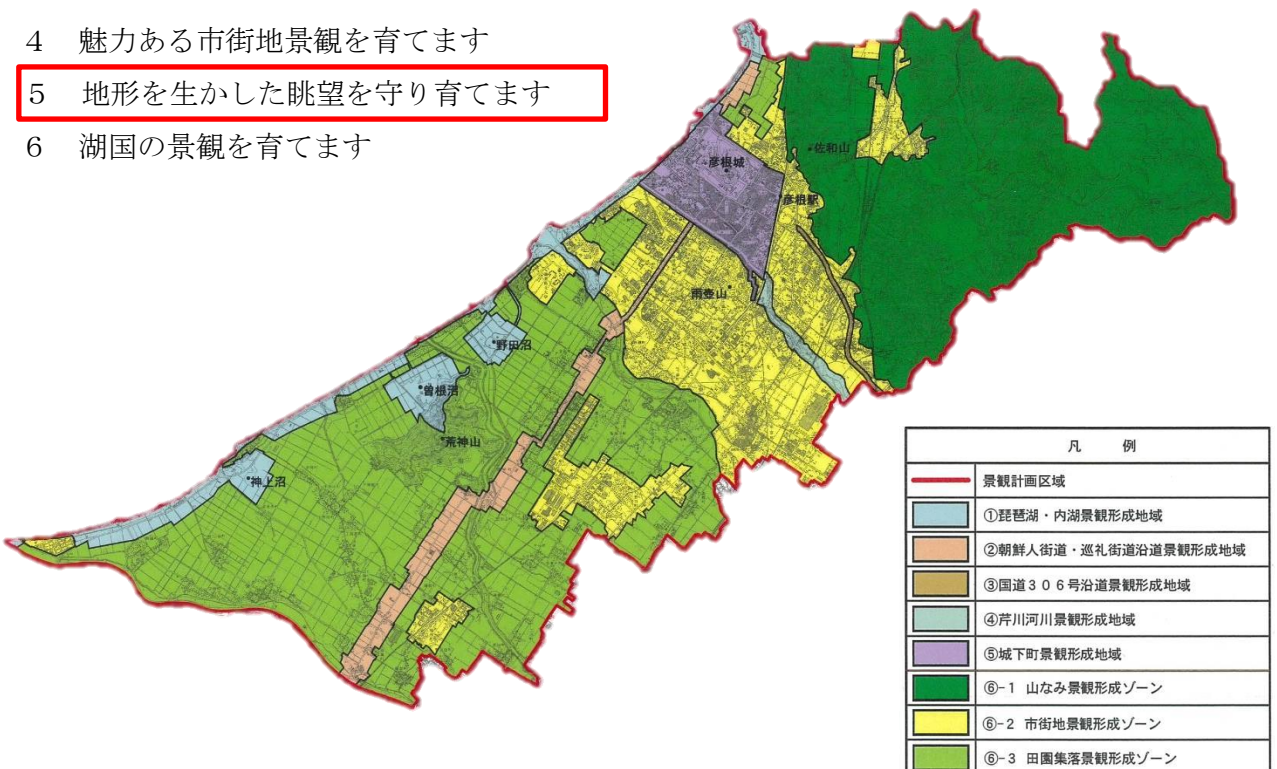 4 魅力ある市街地景観を育てます
5 地形を生かした眺望を守り育てます
6 湖国の景観を育てます
佐和山
彦根城
彦根駅
雨壺山
野田沼
曽根沼
荒神山
神上沼
凡 例
景観計画区域
①琵琶湖・内湖景観形成地域
②朝鮮人街道・巡礼街道沿道景観形成地域
③国道306号沿道景観形成地域
④芹川河川景観形成地域
⑤城下町景観形成地域
⑥-1 山なみ景観形成ゾーン
⑥-2 市街地景観形成ゾーン
⑥-3 田園集落景観形成ゾーン